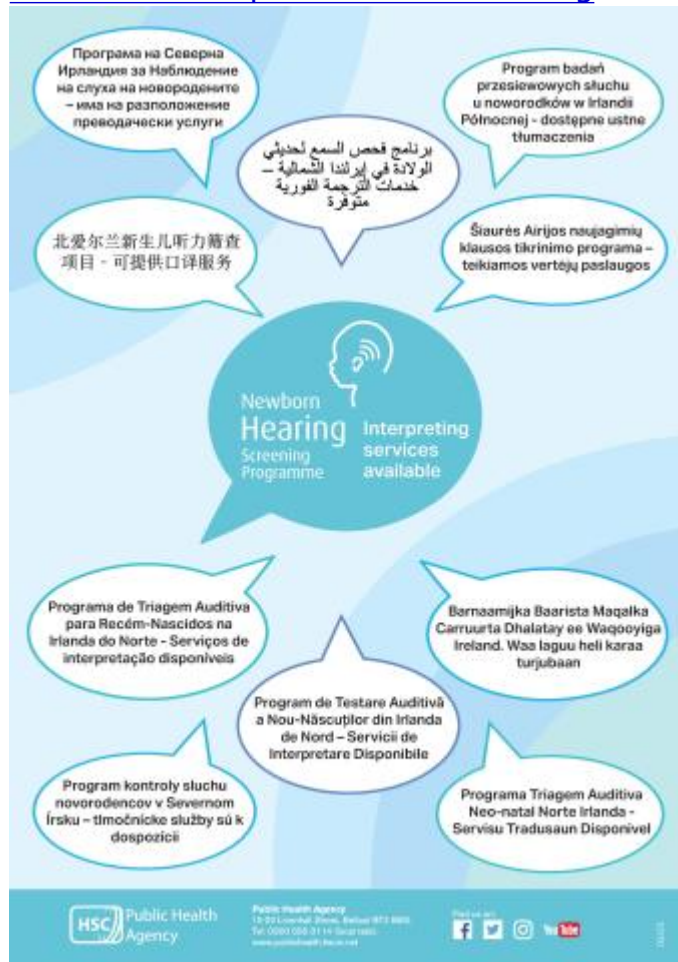 Програма на Северна
Ирландия за Наблюдение
на слуха на новородените
– има на разположение
преводачески услуги
Program badań
przesiewowych słuchu
u noworodków w Irlandii
Północnej - dostępne ustne
tłumaczenia
برنامج فحص السمع لحديثي
الولادة في إيرلندا الشمالية –
خدمات الترجمة الفورية
متوفرة
北爱尔兰新生儿听力筛查
项目 - 可提供口译服务
Šiaurės Airijos naujagimių
klausos tikrinimo programa –
teikiamos vertėjų paslaugos
Newborn
Hearing
Screening
Programme
Interpreting
services
available
Programa de Triagem Auditiva
para Recém-Nascidos na
Irlanda do Norte - Serviços de
interpretação disponíveis
Barnaamijka Baarista Maqalka
Carruurta Dhalatay ee Waqooyiga
Ireland. Waa laguu heli karaa
turjubaan
Program de Testare Auditivă
a Nou-Născuților din Irlanda
de Nord – Servicii de
Interpretare Disponibile
Program kontroly sluchu
novorodencov v Severnom
Írsku – tlmočnícke služby sú k
dospozícii
Programa Triagem Auditiva
Neo-natal Norte Irlanda -
Servisu Tradusaun Disponivel
HSC Public Health
Agency
Public Health Agency
Find us on:
YouTube